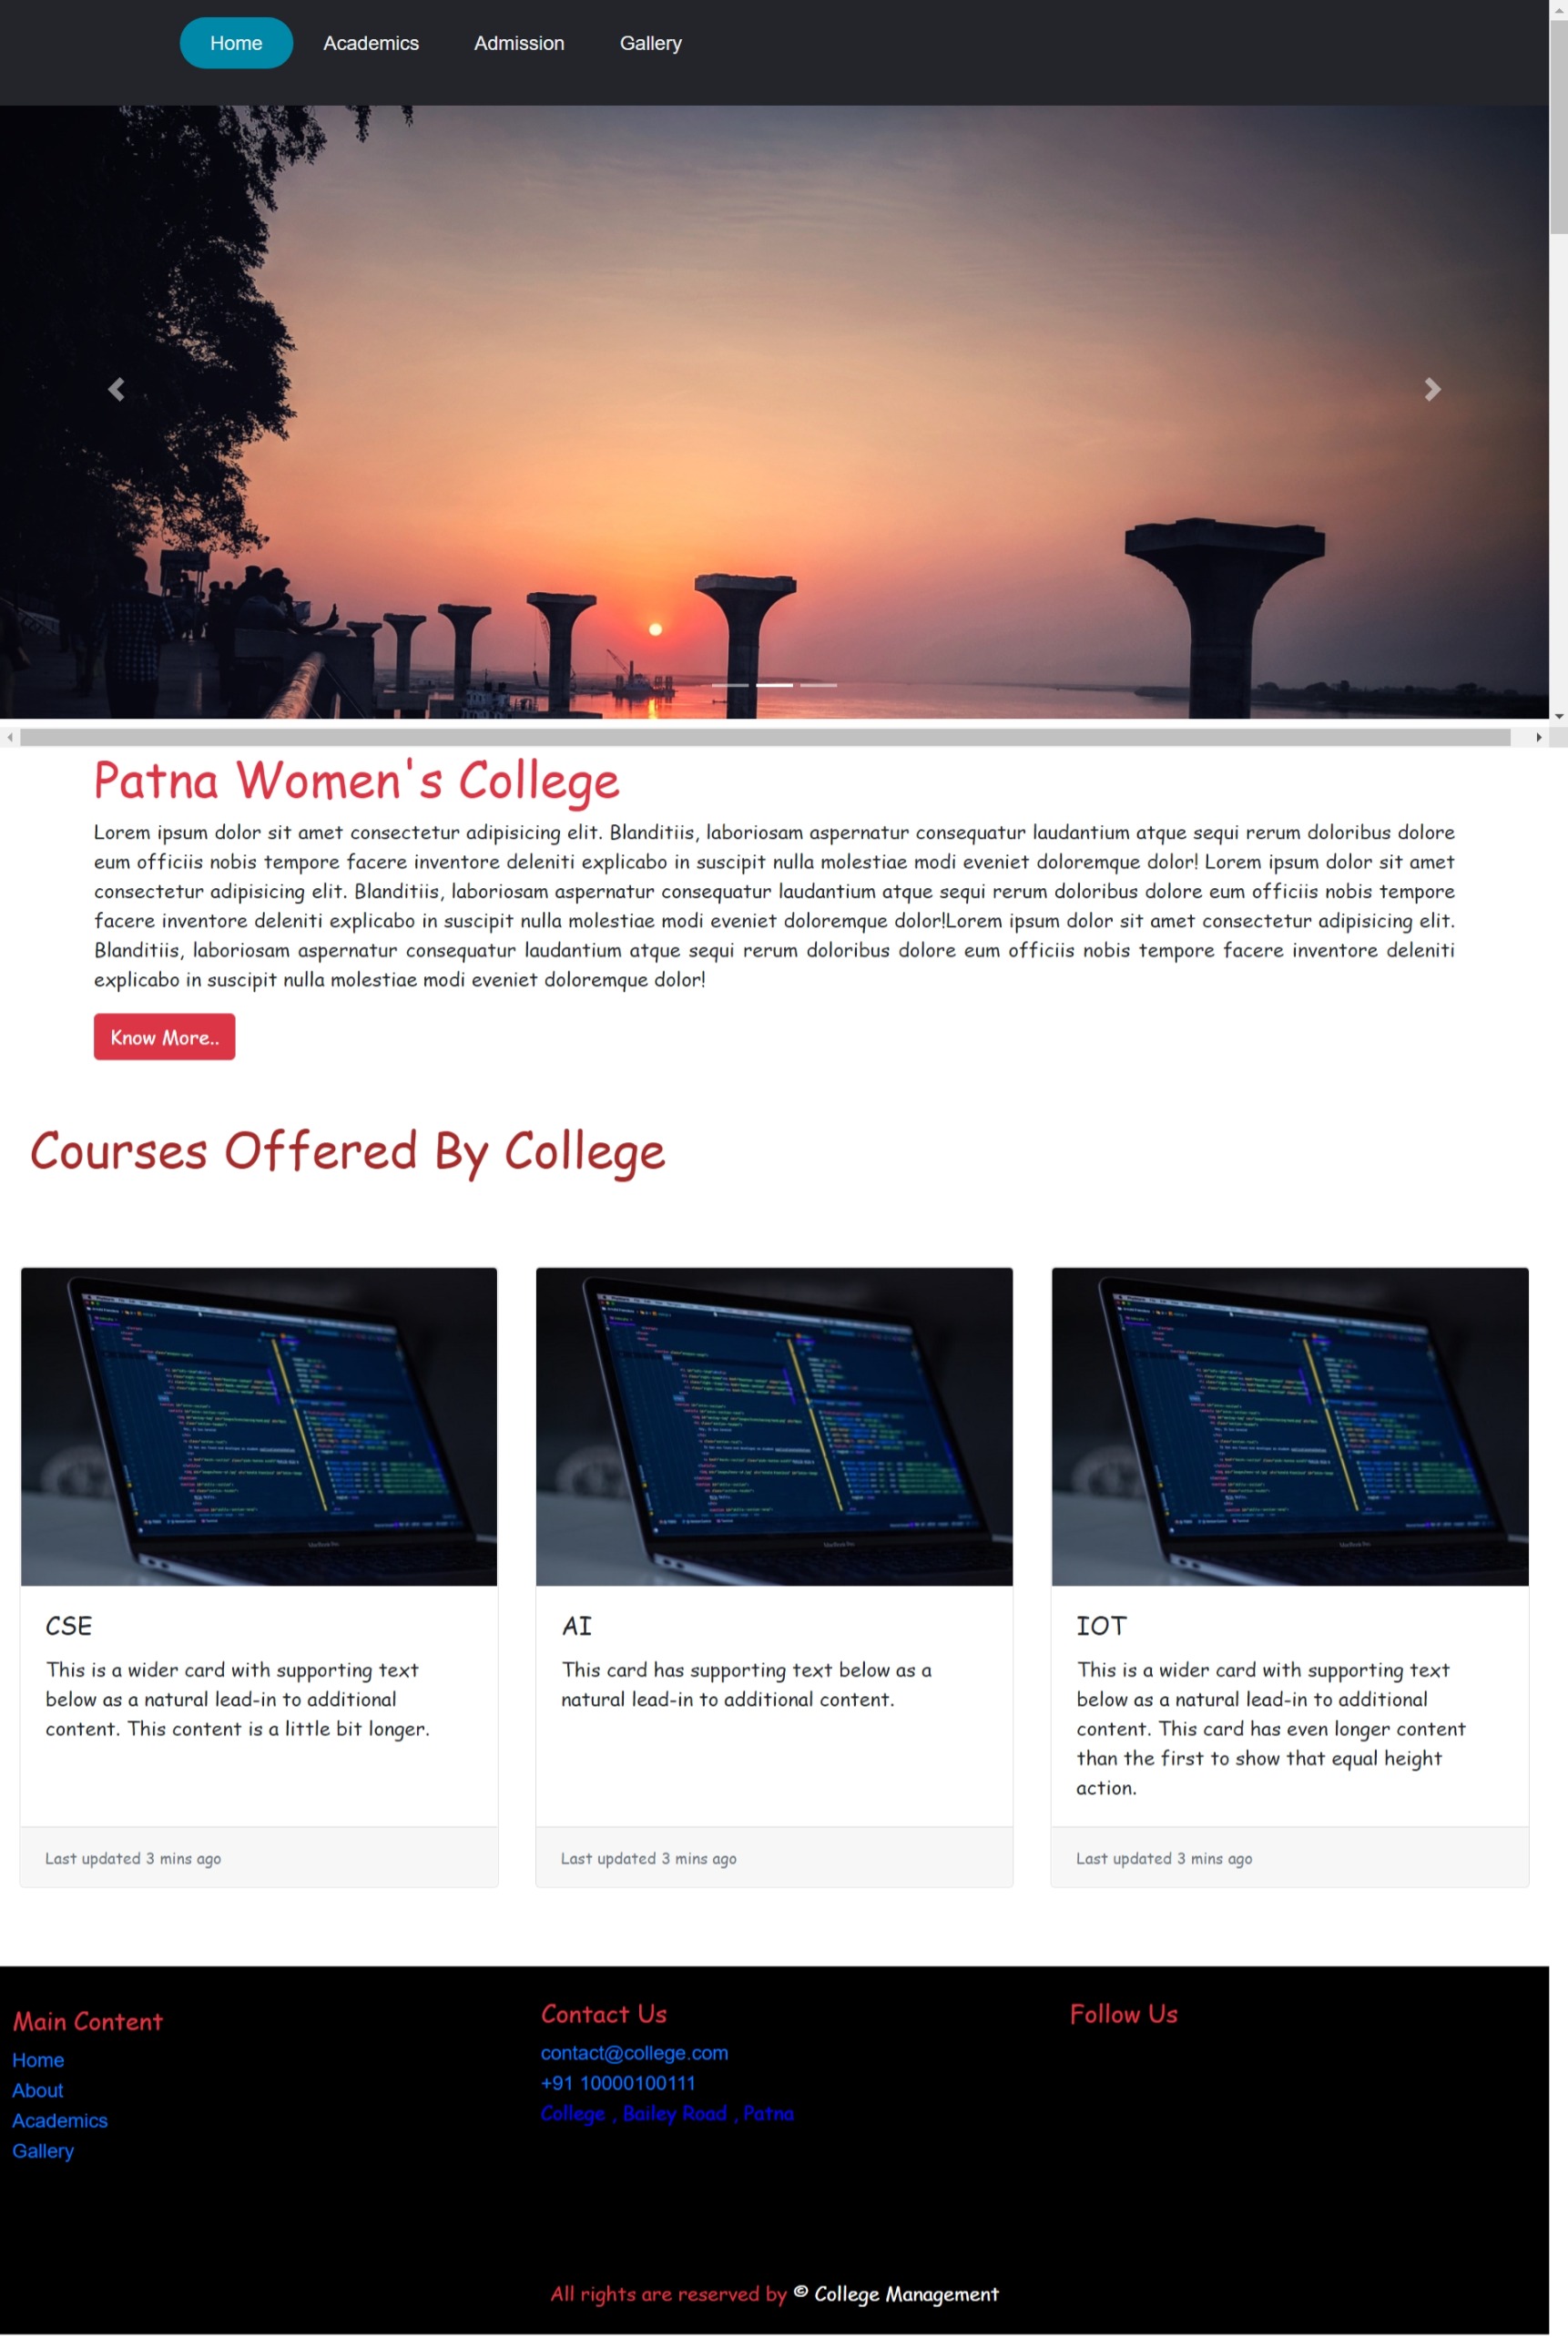 Home Academics Admission Gallery
Patna Women's College
Lorem ipsum dolor sit amet consectetur adipisicing elit. Blanditiis, laboriosam aspernatur consequatur laudantium atque sequi rerum doloribus dolore
eum officiis nobis tempore facere inventore deleniti explicabo in suscipit nulla molestiae modi eveniet doloremque dolor! Lorem ipsum dolor sit amet
consectetur adipisicing elit. Blanditiis, laboriosam aspernatur consequatur laudantium atque sequi rerum doloribus dolore eum officiis nobis tempore
facere inventore deleniti explicabo in suscipit nulla molestiae modi eveniet doloremque dolor!Lorem ipsum dolor sit amet consectetur adipisicing elit.
Blanditiis, laboriosam aspernatur consequatur laudantium atque sequi rerum doloribus dolore eum officiis nobis tempore facere inventore deleniti
explicabo in suscipit nulla molestiae modi eveniet doloremque dolor!
Know More..
Courses Offered By College
CSE
This is a wider card with supporting text
below as a natural lead-in to additional
content. This content is a little bit longer.
Last updated 3 mins ago
AI
This card has supporting text below as a
natural lead-in to additional content.
Last updated 3 mins ago
IOT
This is a wider card with supporting text
below as a natural lead-in to additional
content. This card has even longer content
than the first to show that equal height
action.
Last updated 3 mins ago
Main Content
Home
About
Academics
Gallery
Contact Us
contact@college.com
+91 10000100111
College , Bailey Road , Patna
Follow Us
All rights are reserved by © College Management